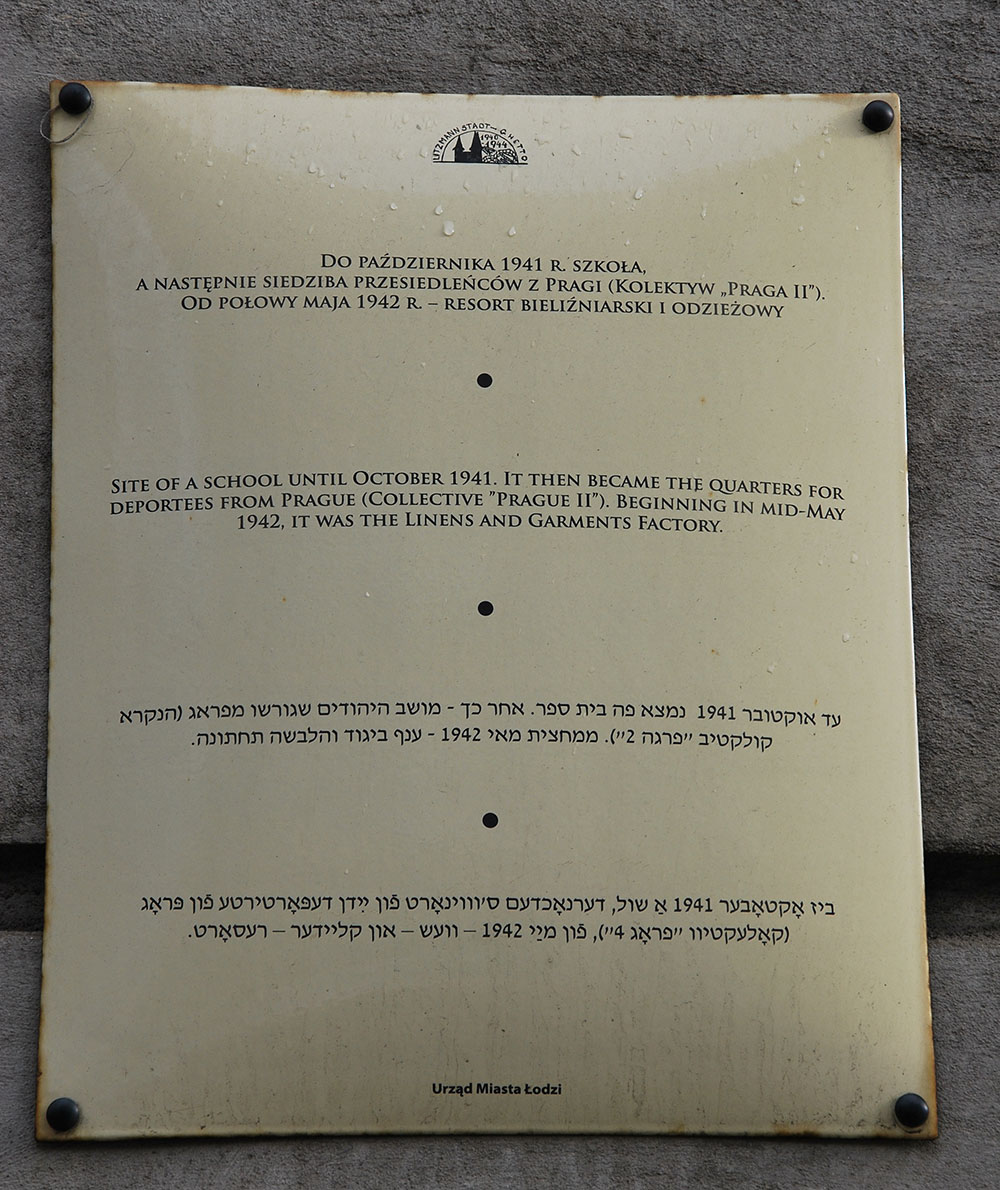 LITZMANNSTADT – GHETTO
1940
1944
Do października 1941 r. szkoła,
a następnie siedziba przesiedleńców z Pragi (Kolektyw „Praga II”).
Od połowy maja 1942 r. – resort bieliźniarski i odzieżowy
•
Site of a school until October 1941. It then became the quarters for
deportees from Prague (Collective ”Prague II”). Beginning in mid-May
1942, it was the Linens and Garments Factory.
•
עד אוקטובר 1941 נמצא פה בית ספר. אחר כך - מושב היהודים שגורשו מפראג (הנקרא
קולקטיב ״פרגה 2״). ממחצית מאי 1942 - ענף ביגוד והלבשה תחתונה.
•
ביז אָקטאָבער 1941 אַ שול, דערנאָכדעם ס׳וווינאָרט פֿון ייִדן דעפּאָרטירטע פֿון פּראָג
(קאָלעקטיוו ״פּראָג 4״), פֿון מײַ 1942 – וועש – און קליידער – רעסאָרט.
Urząd Miasta Łodzi